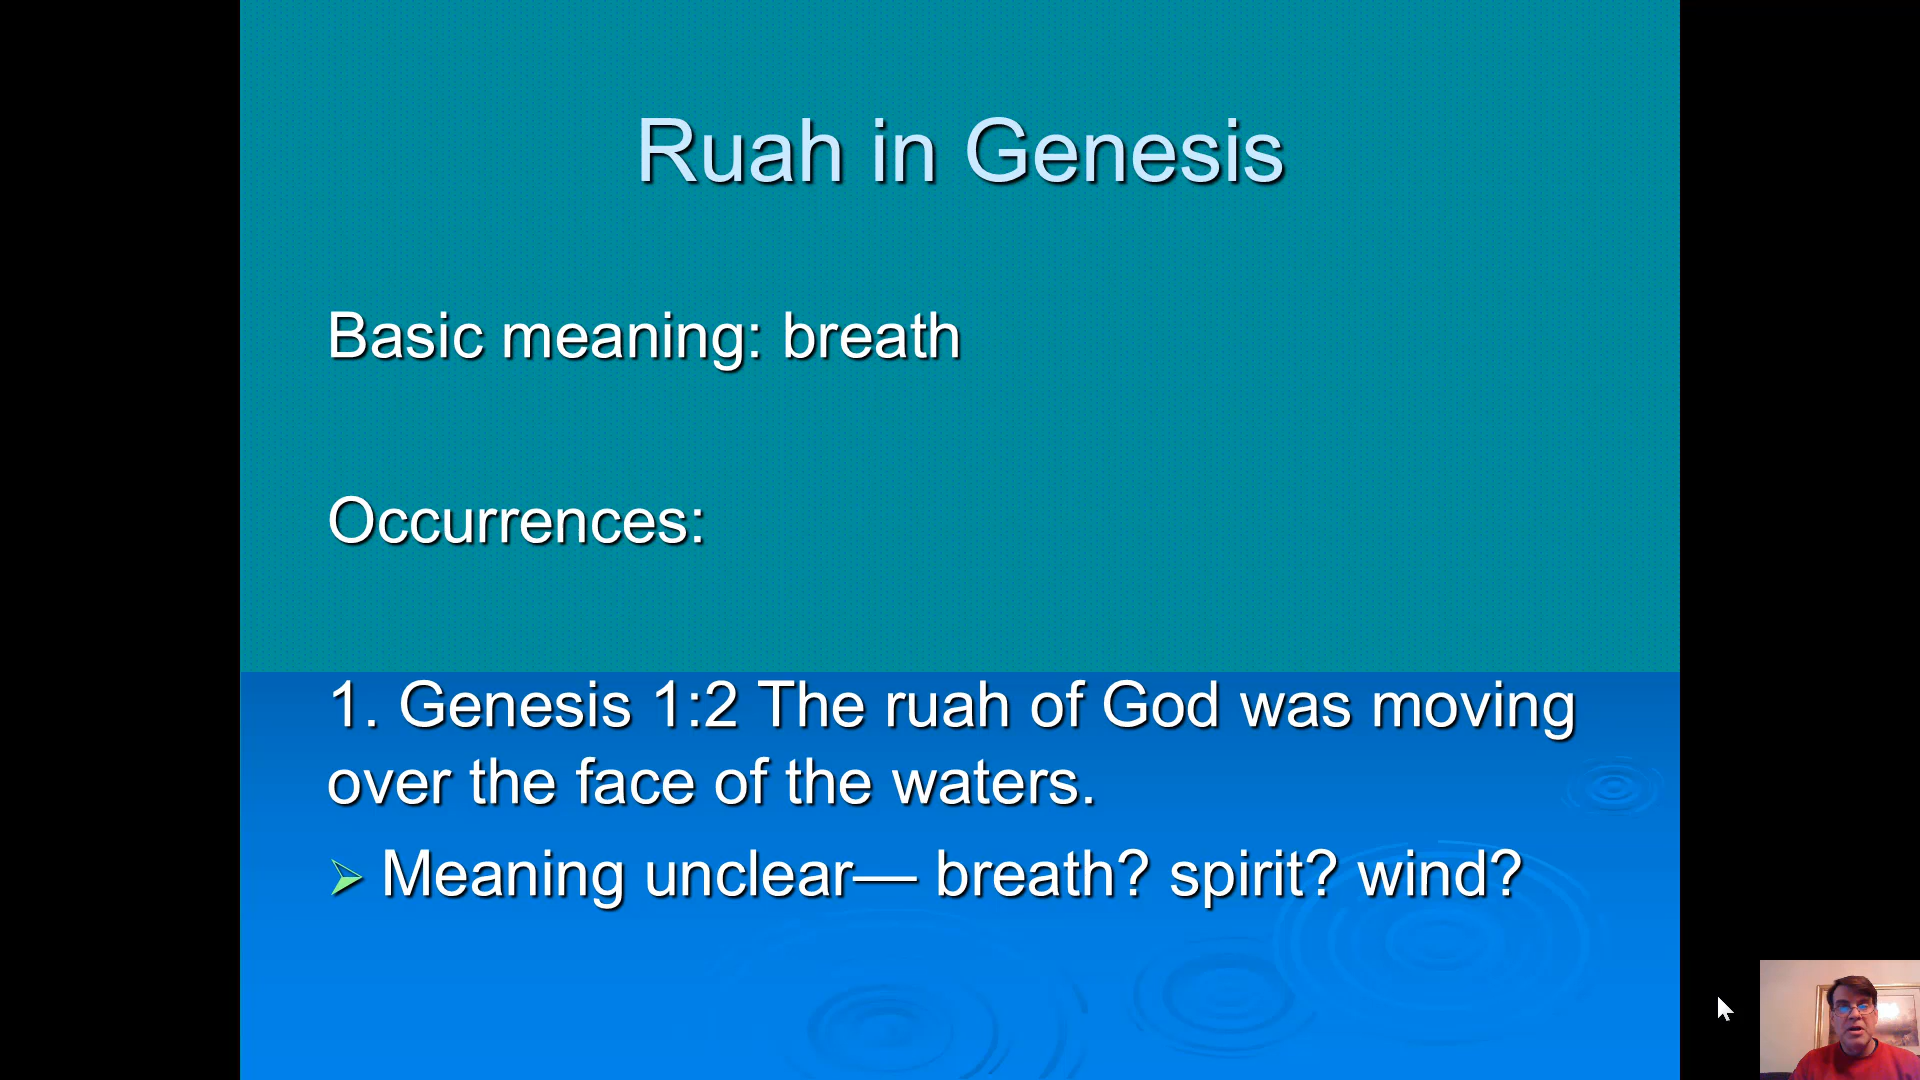 Ruah in Genesis
Basic meaning: breath
Occurrences:
1. Genesis 1:2 The ruah of God was moving
over the face of the waters.
Meaning unclear— breath? spirit? wind?